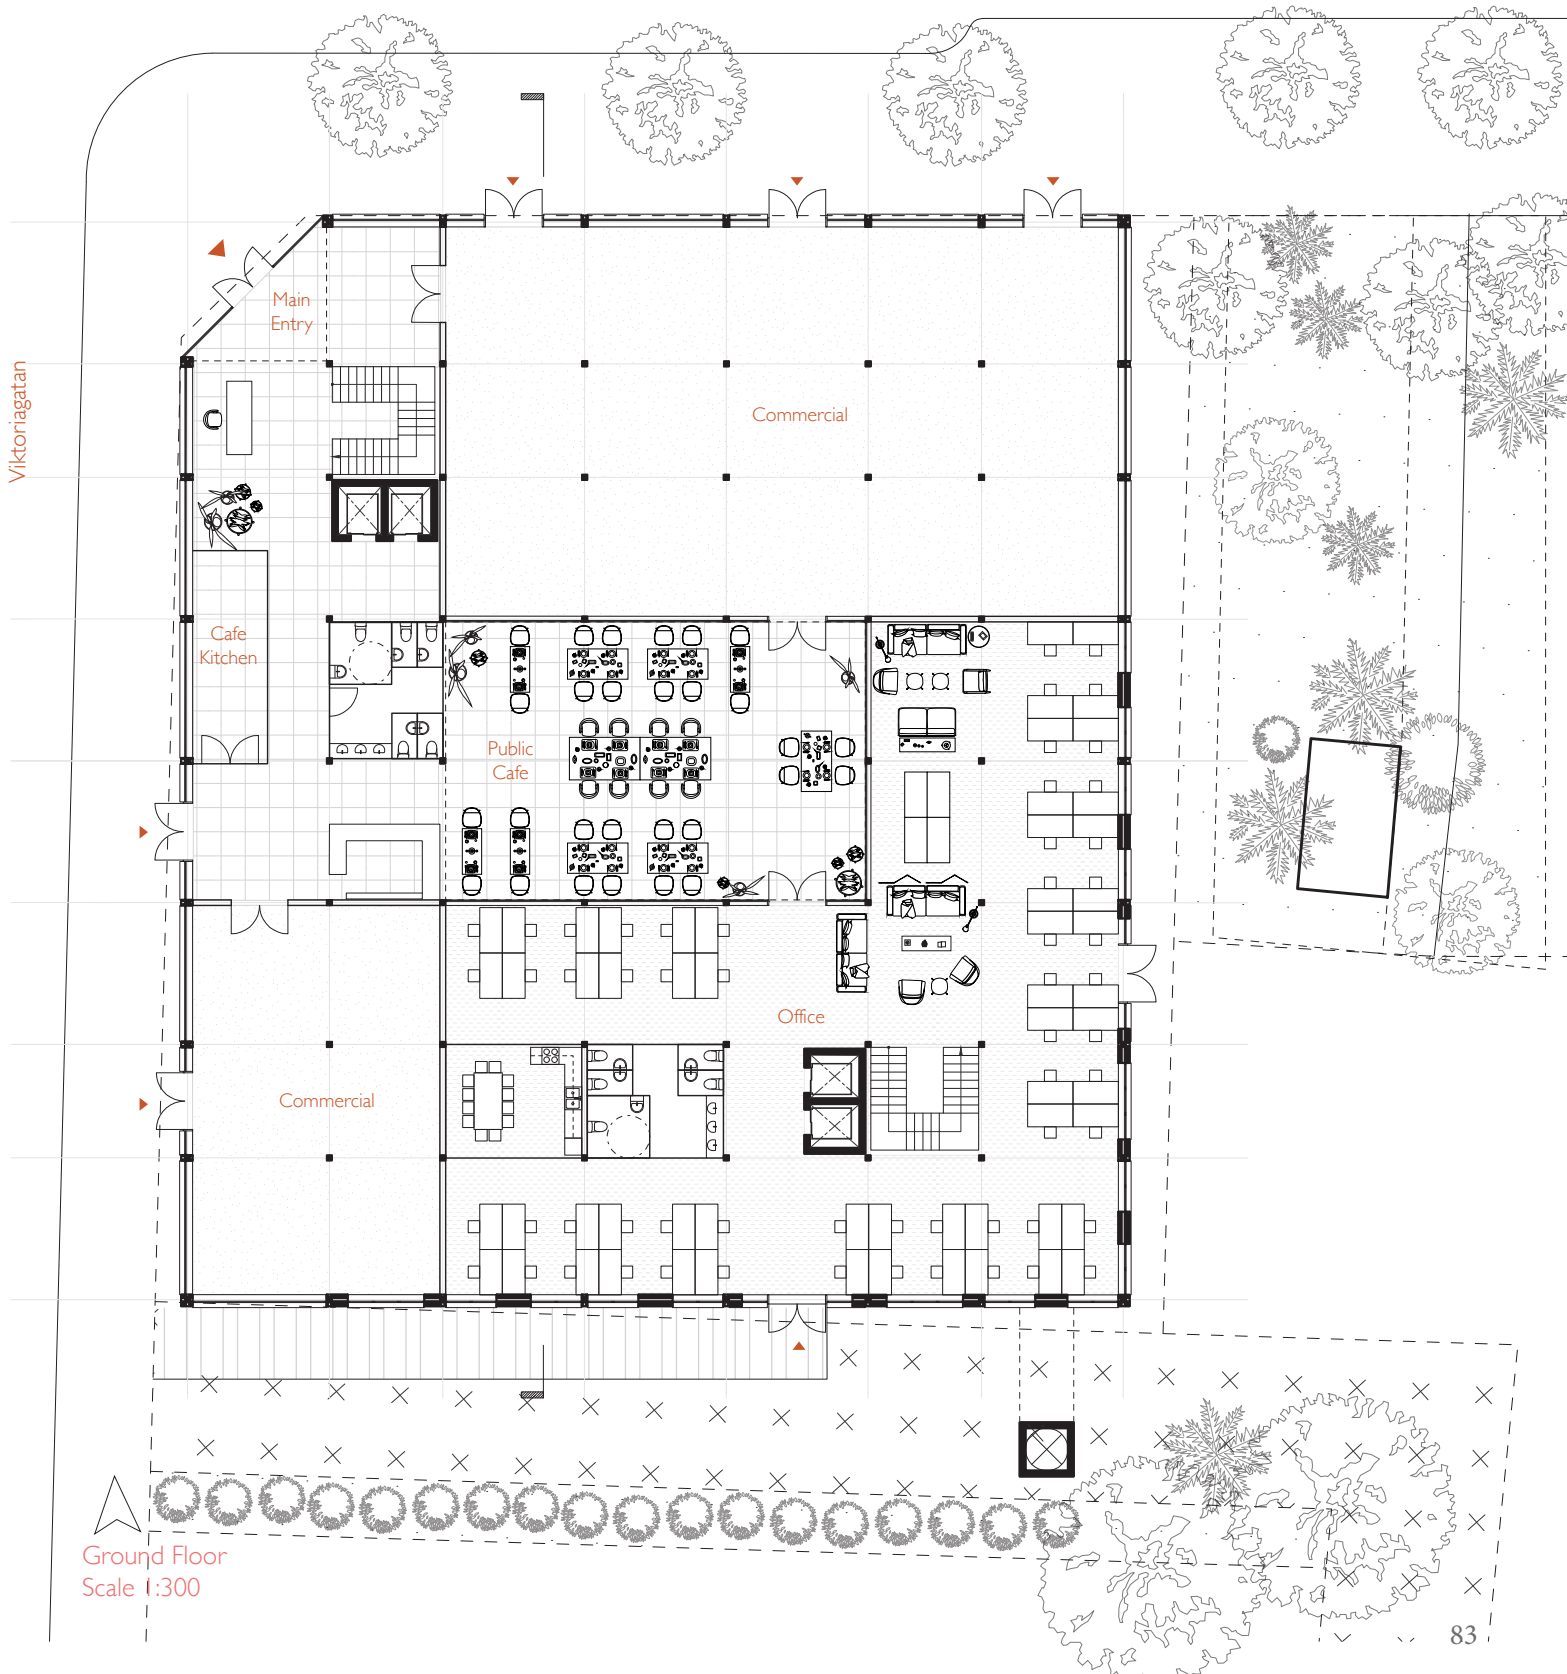 Main
Entry
Viktoriagatan
Commercial
Cafe
Kitchen
Public
Cafe
Office
Commercial
Ground Floor
Scale 1:300
83